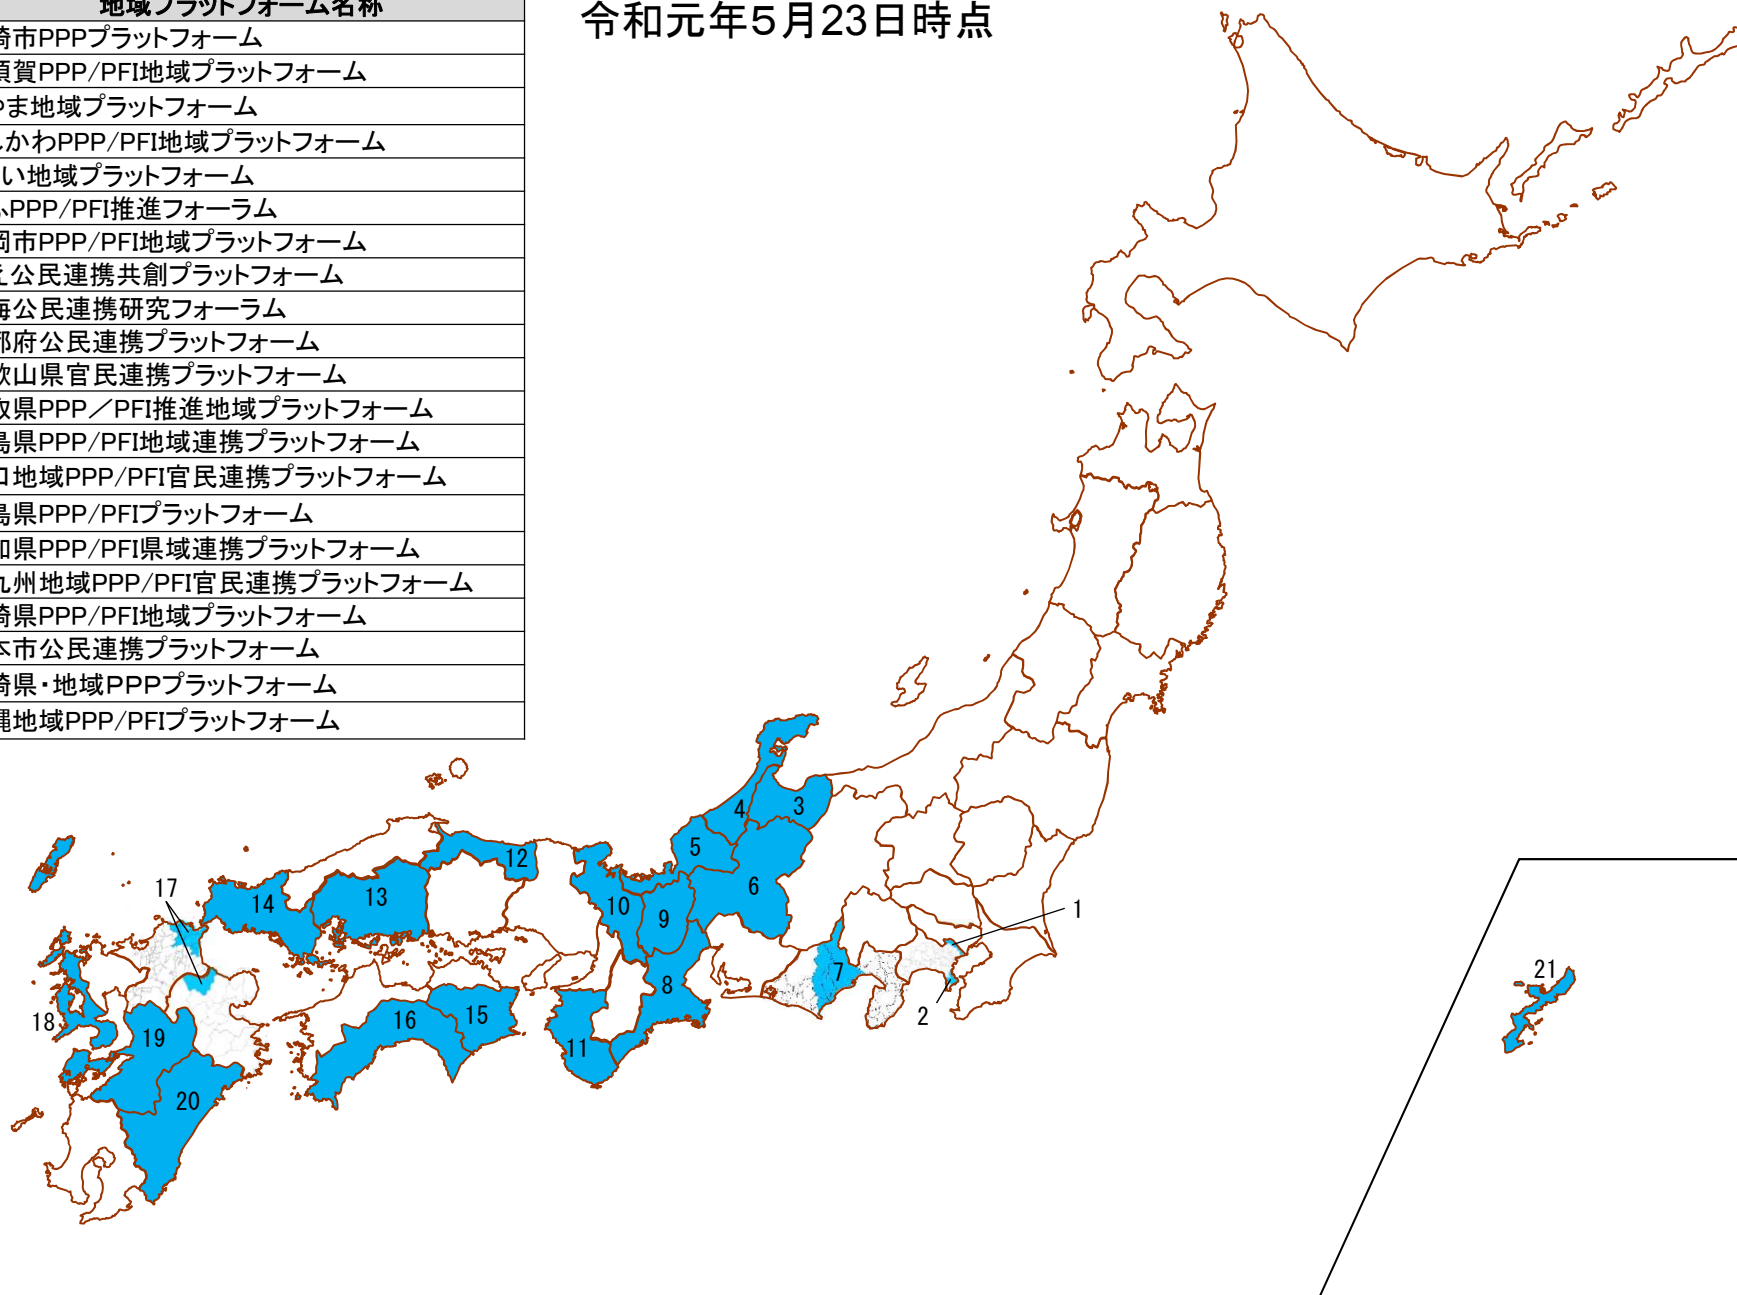 地域プラットフォーム名称
令和元年5月23日時点
崎市PPPプラットフォーム
須賀PPP/PFI地域プラットフォーム
やま地域プラットフォーム
しかわPPP/PFI地域プラットフォーム
い地域プラットフォーム
PPP/PFI推進フォーラム
岡市PPP/PFI地域プラットフォーム
え公民連携共創プラットフォーム
海公民連携研究フォーラム
都府公民連携プラットフォーム
歌山県官民連携プラットフォーム
取県PPP/PFI推進地域プラットフォーム
島県PPP/PFI地域連携プラットフォーム
口地域PPP/PFI官民連携プラットフォーム
島県PPP/PFIプラットフォーム
知県PPP/PFI県域連携プラットフォーム
九州地域PPP/PFI官民連携プラットフォーム
崎県PPP/PFI地域プラットフォーム
本市公民連携プラットフォーム
崎県・地域PPPプラットフォーム
縄地域PPP/PFIプラットフォーム
4
3
5
12
17
6
13
14
10
9
1
7
21
8
2
18
16
15
19
11
20